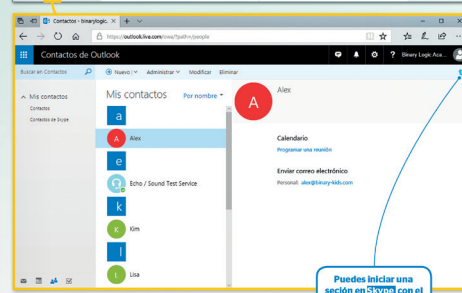 Contactos - binarylogic.
https://outlook.live.com/owa/?path=/people
Contactos de Outlook
Binary Logic Aca...
Buscar en Contactos
Nuevo
Administrar
Modificar
Eliminar
Mis contactos
Contactos
Contactos de Skype
Mis contactos
Por nombre
a
A
Alex
e
Echo / Sound Test Service
k
K
Kim
l
L
Lisa
A
Alex
Calendario
Programar una reunión
Enviar correo electrónico
Personal: alex@binary-kids.com
Puedes iniciar una
seción en Skype con el